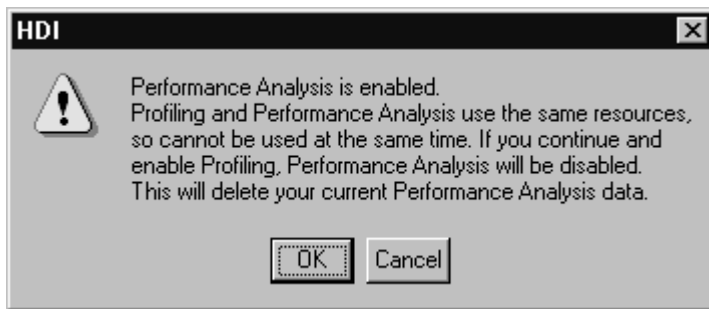 HDI
Performance Analysis is enabled.
Profiling and Performance Analysis use the same resources,
so cannot be used at the same time. If you continue and
enable Profiling, Performance Analysis will be disabled.
This will delete your current Performance Analysis data.
OK Cancel